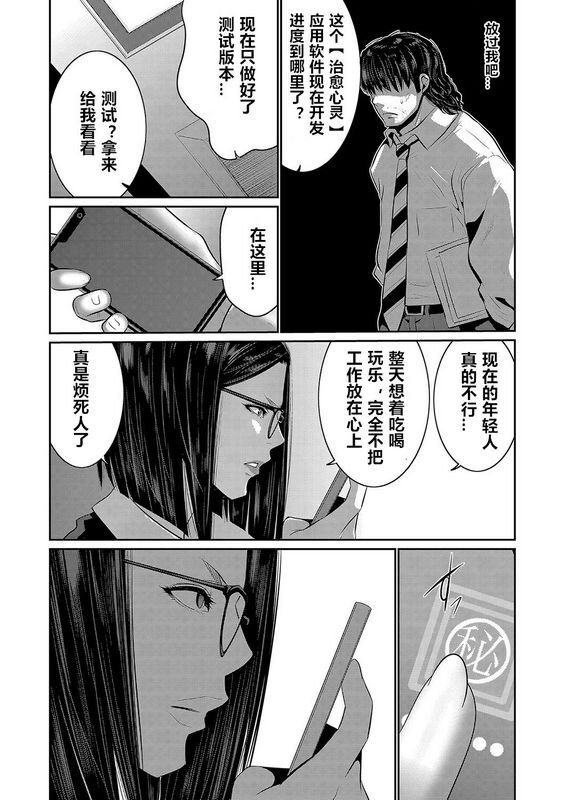 放过我吧…
这个【治愈心灵】
应用软件现在开发
进度到哪里了？
现在只做好了
测试版本…
测试？拿来
给我看看
在这里…
现在的年轻人
真的不行…
整天想着吃喝
玩乐，完全不把
工作放在心上
真是烦死人了
㊙